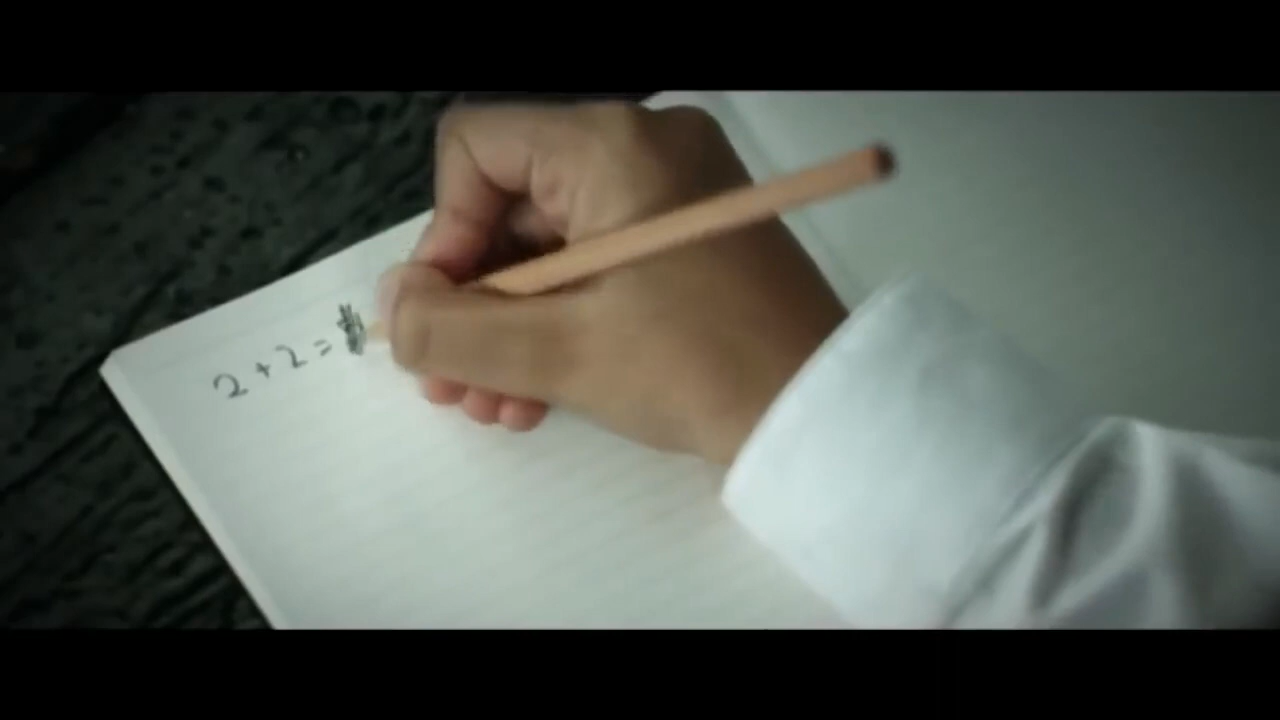 2 + 2 =